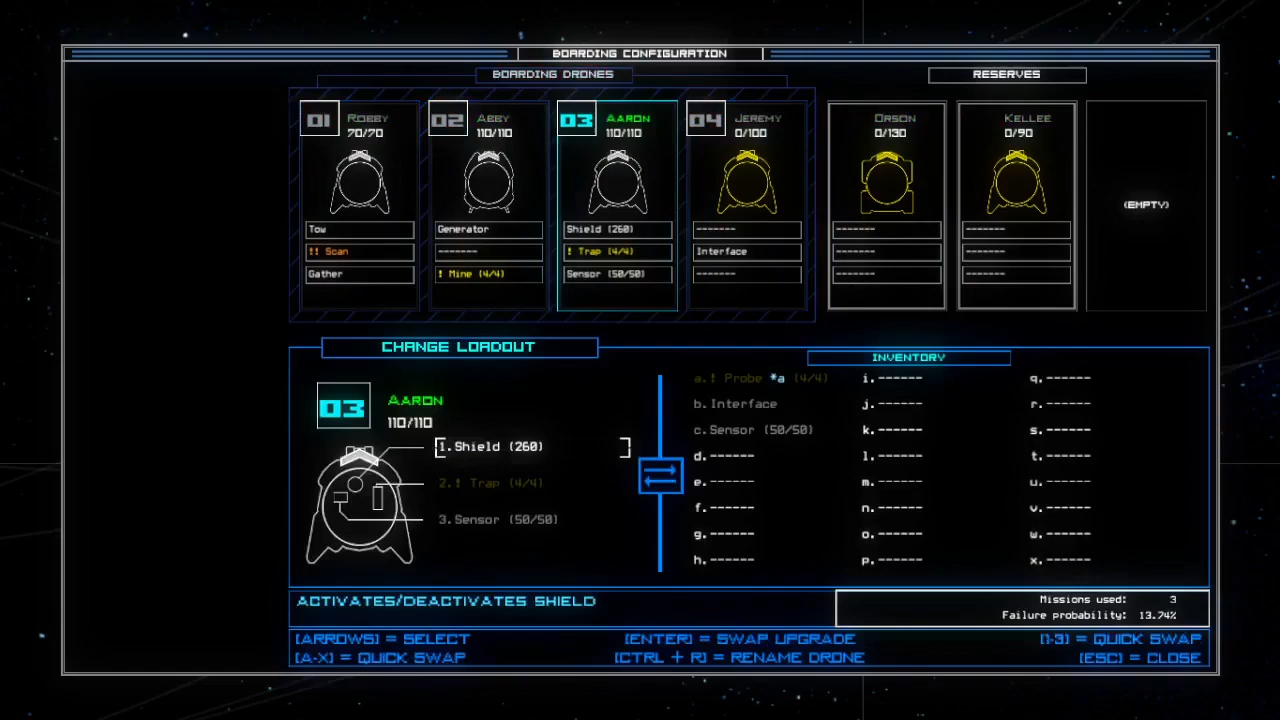 BOARDING CONFIGURATION
BOARDING DRONES
RESERVES
01 ROBBY 70/70
Tow
!! Scan
Gather
02 ABBY 110/110
Generator
-------
! Mine (4/4)
03 AARON 110/110
Shield (260)
! Trap (4/4)
Sensor (50/50)
04 JEREMY 0/100
-------
Interface
-------
ORSON 0/130
-------
-------
-------
KELLEE 0/90
-------
-------
-------
(EMPTY)
CHANGE LOADOUT
03 AARON
110/110
1.Shield (260)
2.! Trap (4/4)
3.Sensor (50/50)
INVENTORY
a.! Probe *a (4/4)
b.Interface
c.Sensor (50/50)
d.------
e.------
f.------
g.------
h.------
i.------
j.------
k.------
l.------
m.------
n.------
o.------
p.------
q.------
r.------
s.------
t.------
u.------
v.------
w.------
x.------
ACTIVATES/DEACTIVATES SHIELD
Missions used: 3
Failure probability: 13.74%
[ARROWS] = SELECT
[ENTER] = SWAP UPGRADE
[1-3] = QUICK SWAP
[A-X] = QUICK SWAP
[CTRL + R] = RENAME DRONE
[ESC] = CLOSE